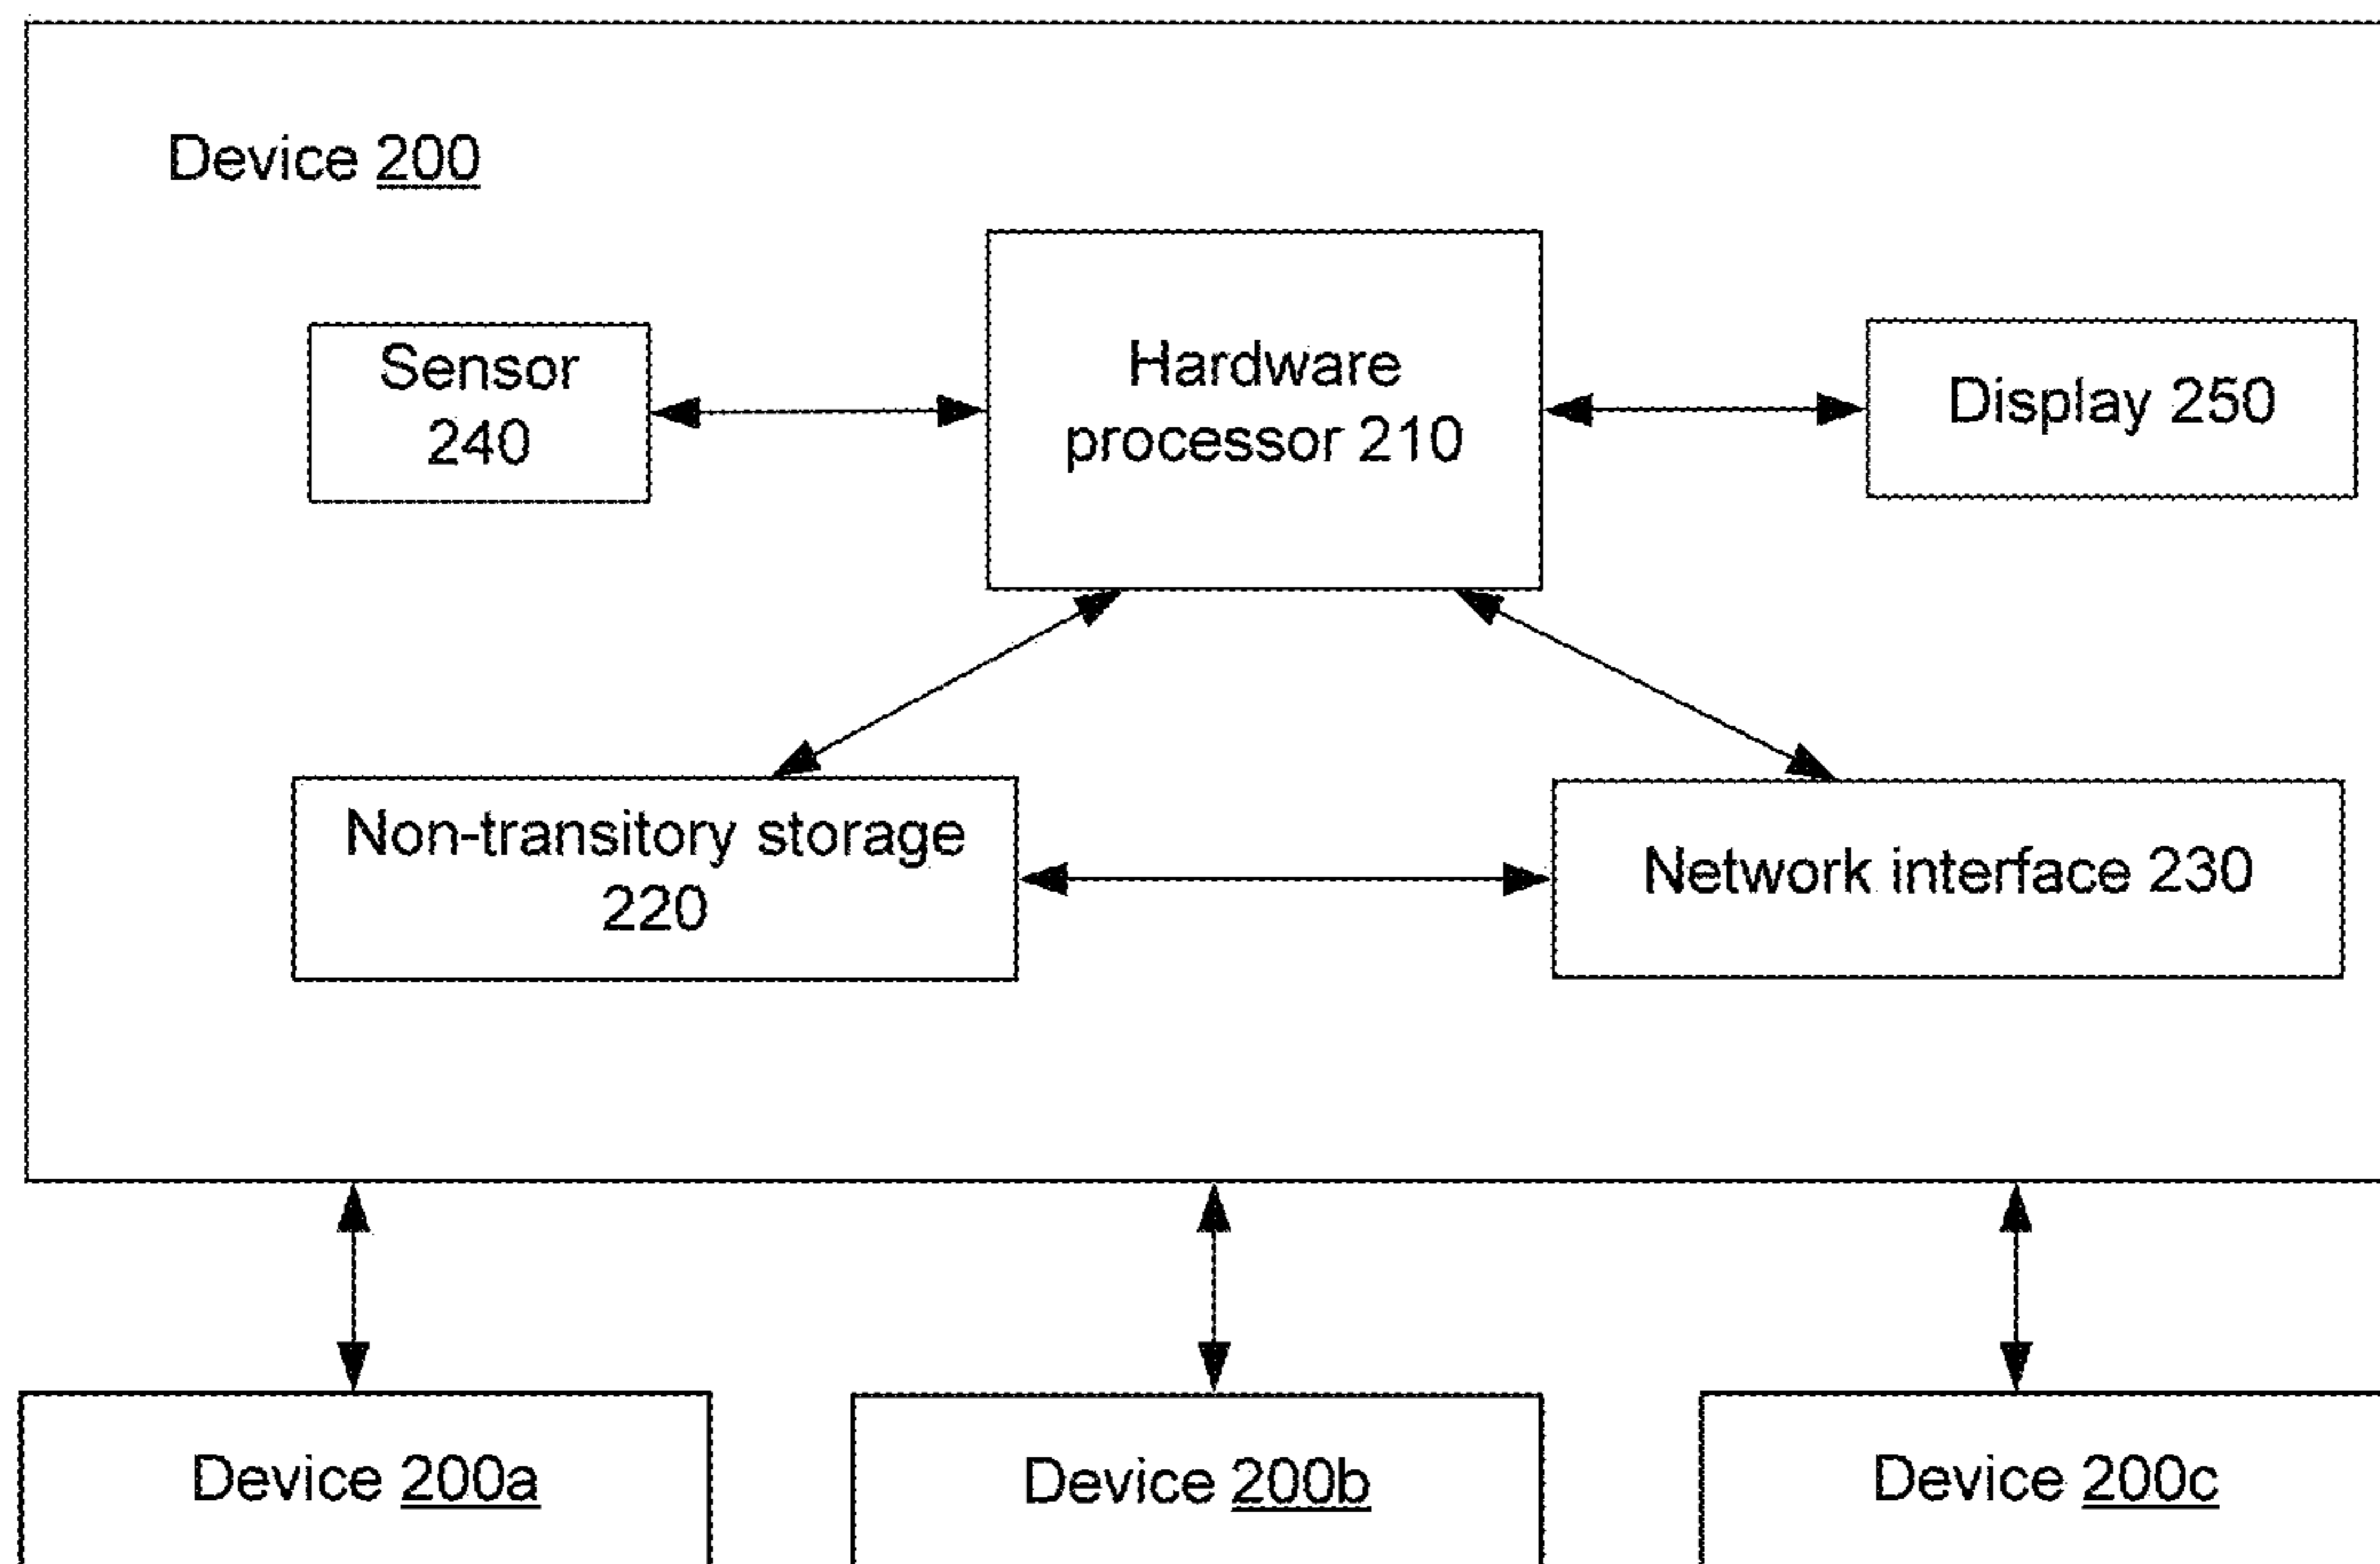 Device 200
Sensor
240
Hardware
processor 210
Display 250
Non-transitory storage
220
Network interface 230
Device 200a
Device 200b
Device 200c